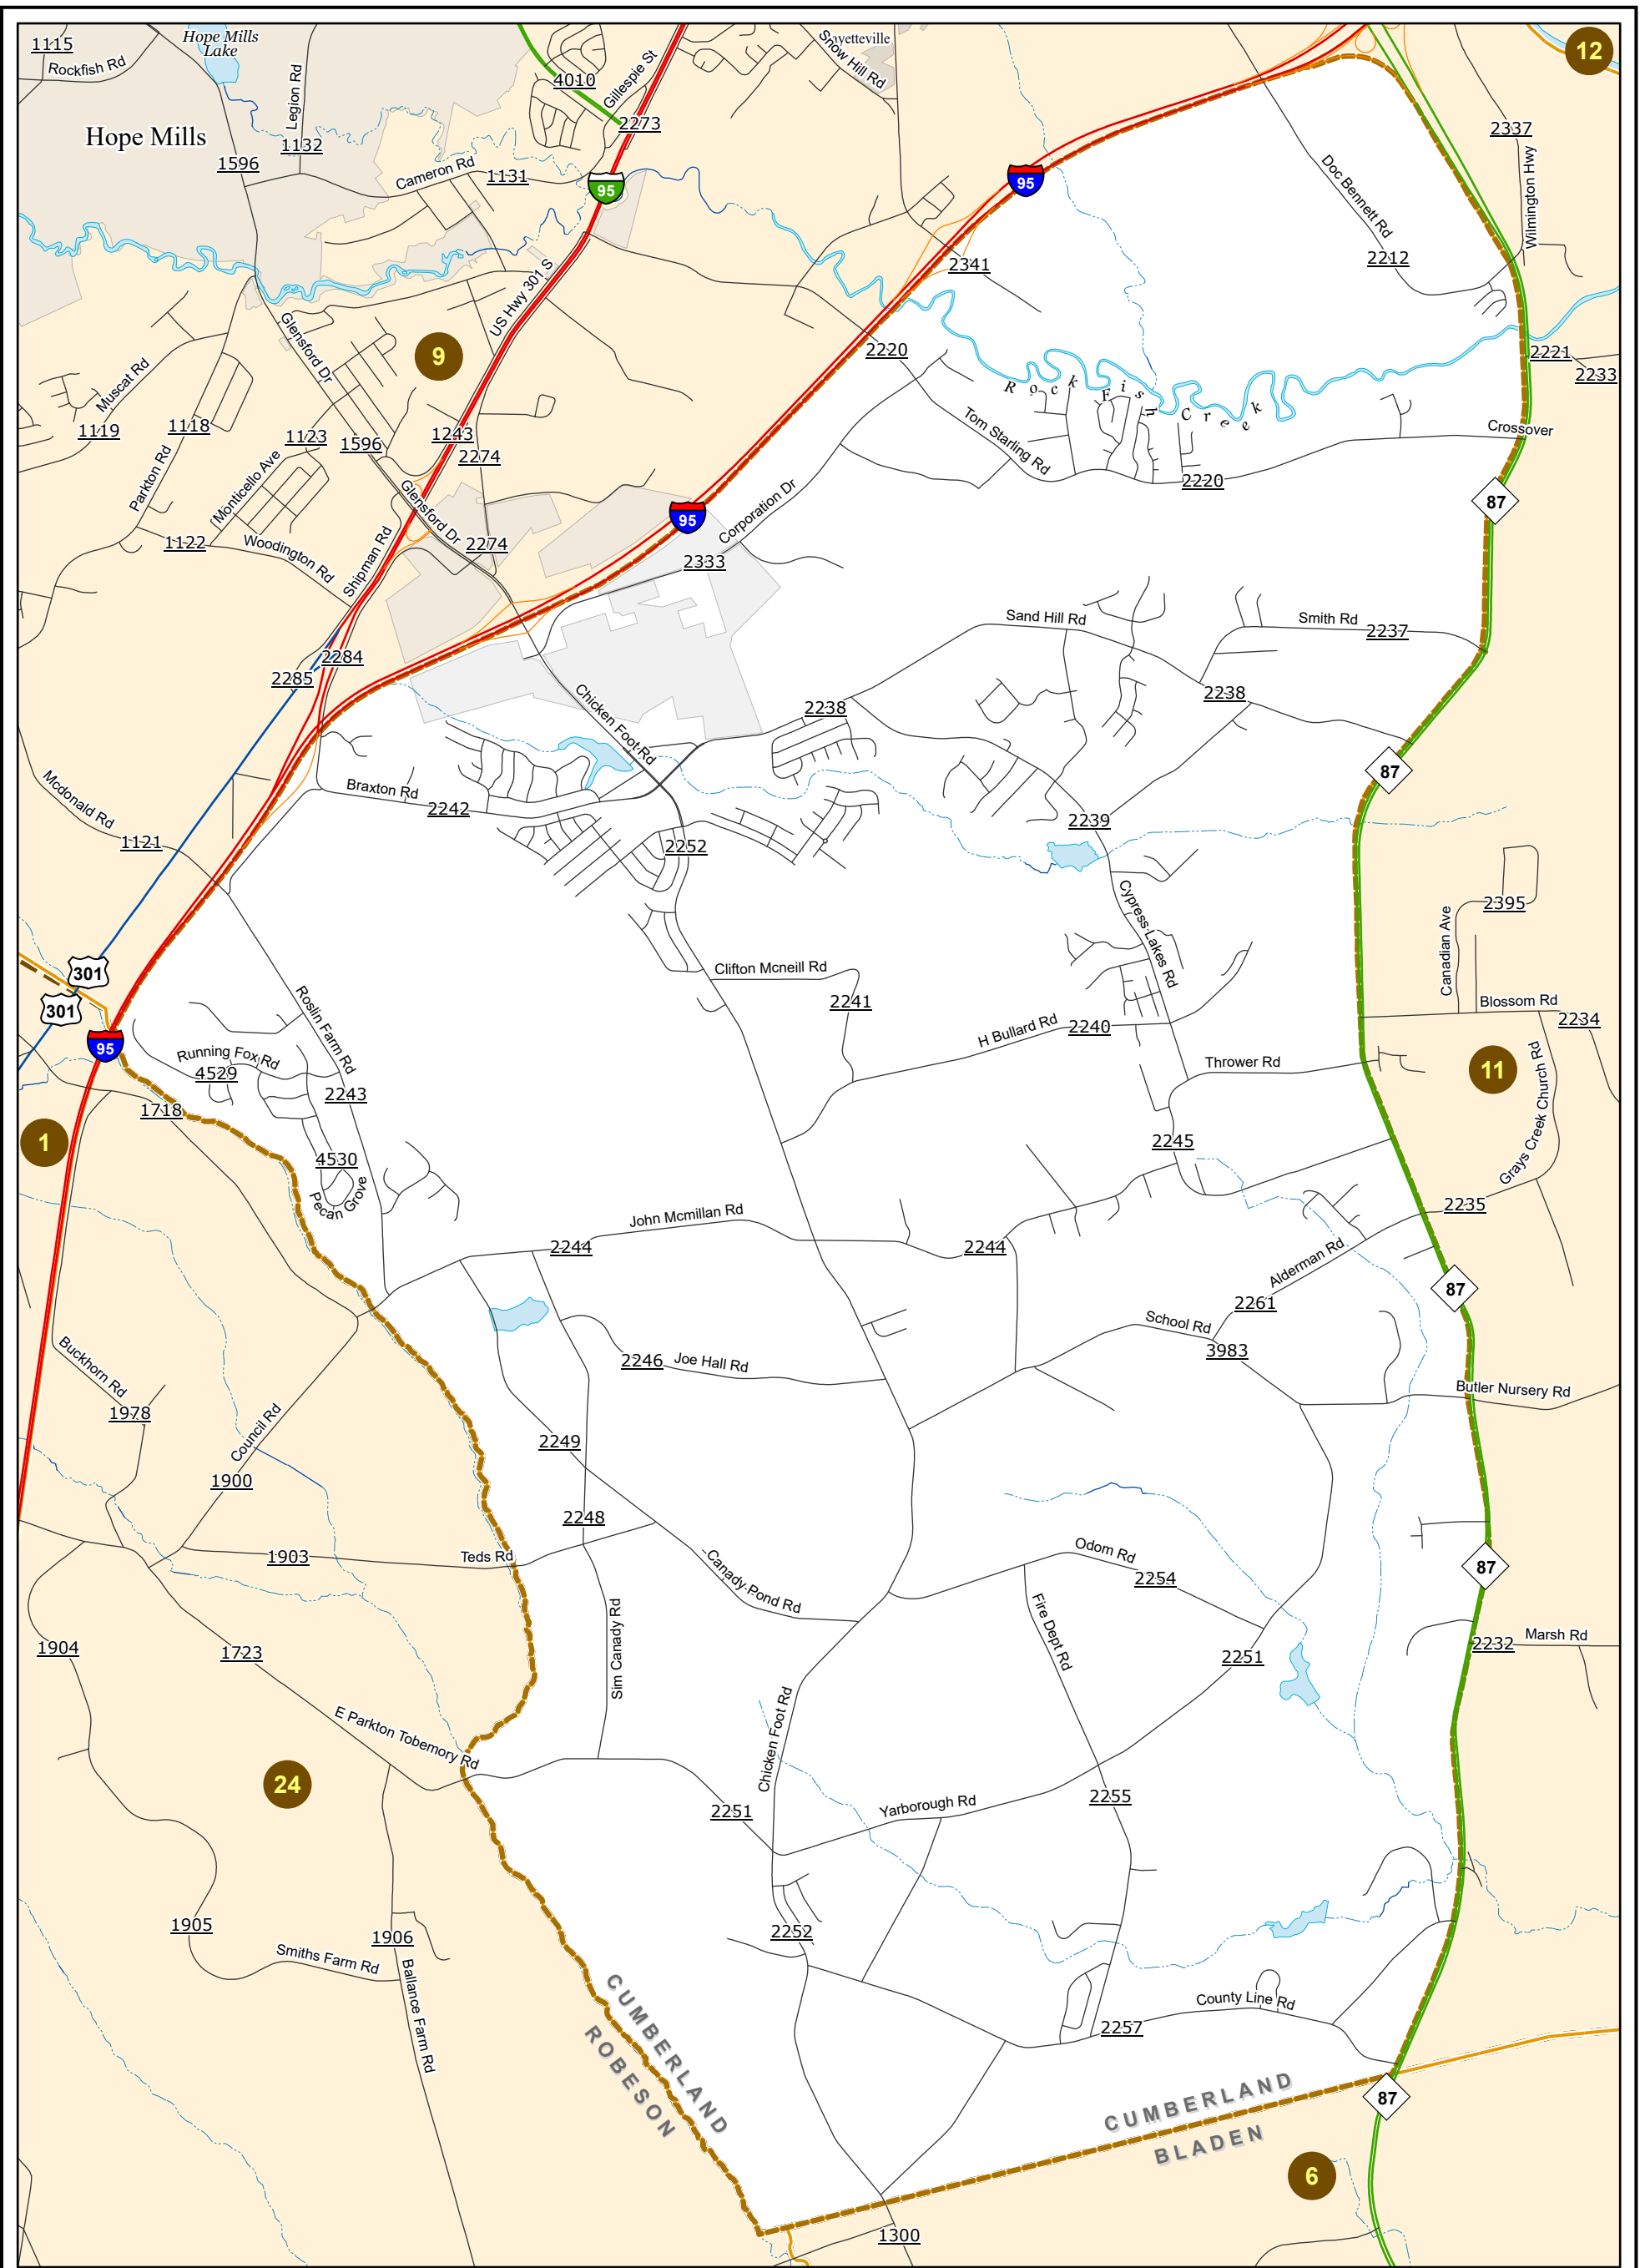 Hope Mills
Lake
1115
Rockfish Rd
Legion Rd
4010
Gillespie St
Snow Hill Rd
12
Hope Mills
1132
1596
2273
2337
Wilmington Hwy
Cameron Rd
1131
95
95
Doc Bennett Rd
2212
2341
US Hwy 301 S
Glensford Dr
9
2220
2221
2233
Muscat Rd
1119
1118
1123
1596
1243
2274
Rock Fish Creek
Tom Starling Rd
Crossover
2220
87
Parkton Rd
Monticello Ave
Glensford Dr
95
Corporation Dr
1122
Woodington Rd
Shipman Rd
2274
2333
Sand Hill Rd
Smith Rd
2237
2284
2285
2238
2238
Chicken Foot Rd
87
Mcdonald Rd
1121
Braxton Rd
2242
2252
2239
Cypress Lakes Rd
2395
Canadian Ave
301
301
95
Clifton Mcneill Rd
2241
Roslin Farm Rd
H Bullard Rd
2240
Blossom Rd
2234
Running Fox Rd
4529
Thrower Rd
11
2243
1718
1
Grays Creek Church Rd
2245
4530
Pecan Grove
2235
John Mcmillan Rd
2244
2244
Alderman Rd
87
2261
School Rd
3983
2246
Joe Hall Rd
Buckhorn Rd
1978
Butler Nursery Rd
Council Rd
2249
1900
2248
1903
Teds Rd
Canady Pond Rd
Odom Rd
2254
87
Fire Dept Rd
Sim Canady Rd
1904
1723
2251
2232
Marsh Rd
E Parkton Tobemory Rd
Chicken Foot Rd
24
2251
Yarborough Rd
2255
1905
1906
2252
Smiths Farm Rd
Ballance Farm Rd
CUMBERLAND
ROBESON
County Line Rd
2257
CUMBERLAND
BLADEN
87
6
1300